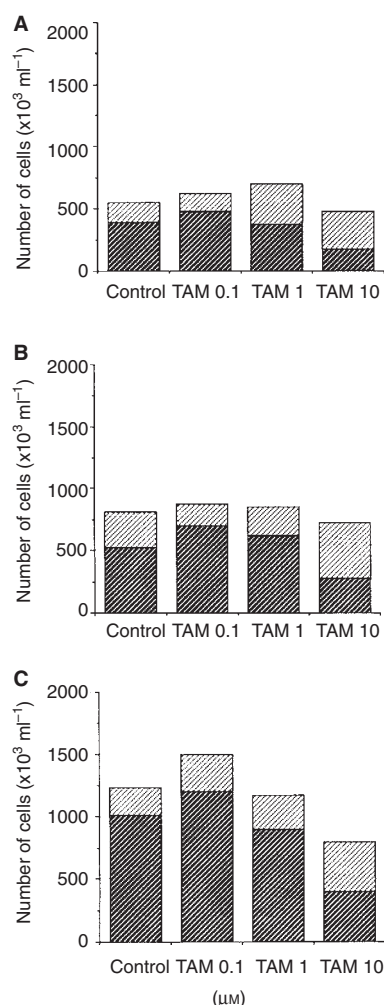 A
Number of cells (x10³ ml⁻¹)
2000
1500
1000
500
0
Control TAM 0.1 TAM 1 TAM 10
B
Number of cells (x10³ ml⁻¹)
2000
1500
1000
500
0
Control TAM 0.1 TAM 1 TAM 10
C
Number of cells (x10³ ml⁻¹)
2000
1500
1000
500
0
Control TAM 0.1 TAM 1 TAM 10
(μM)